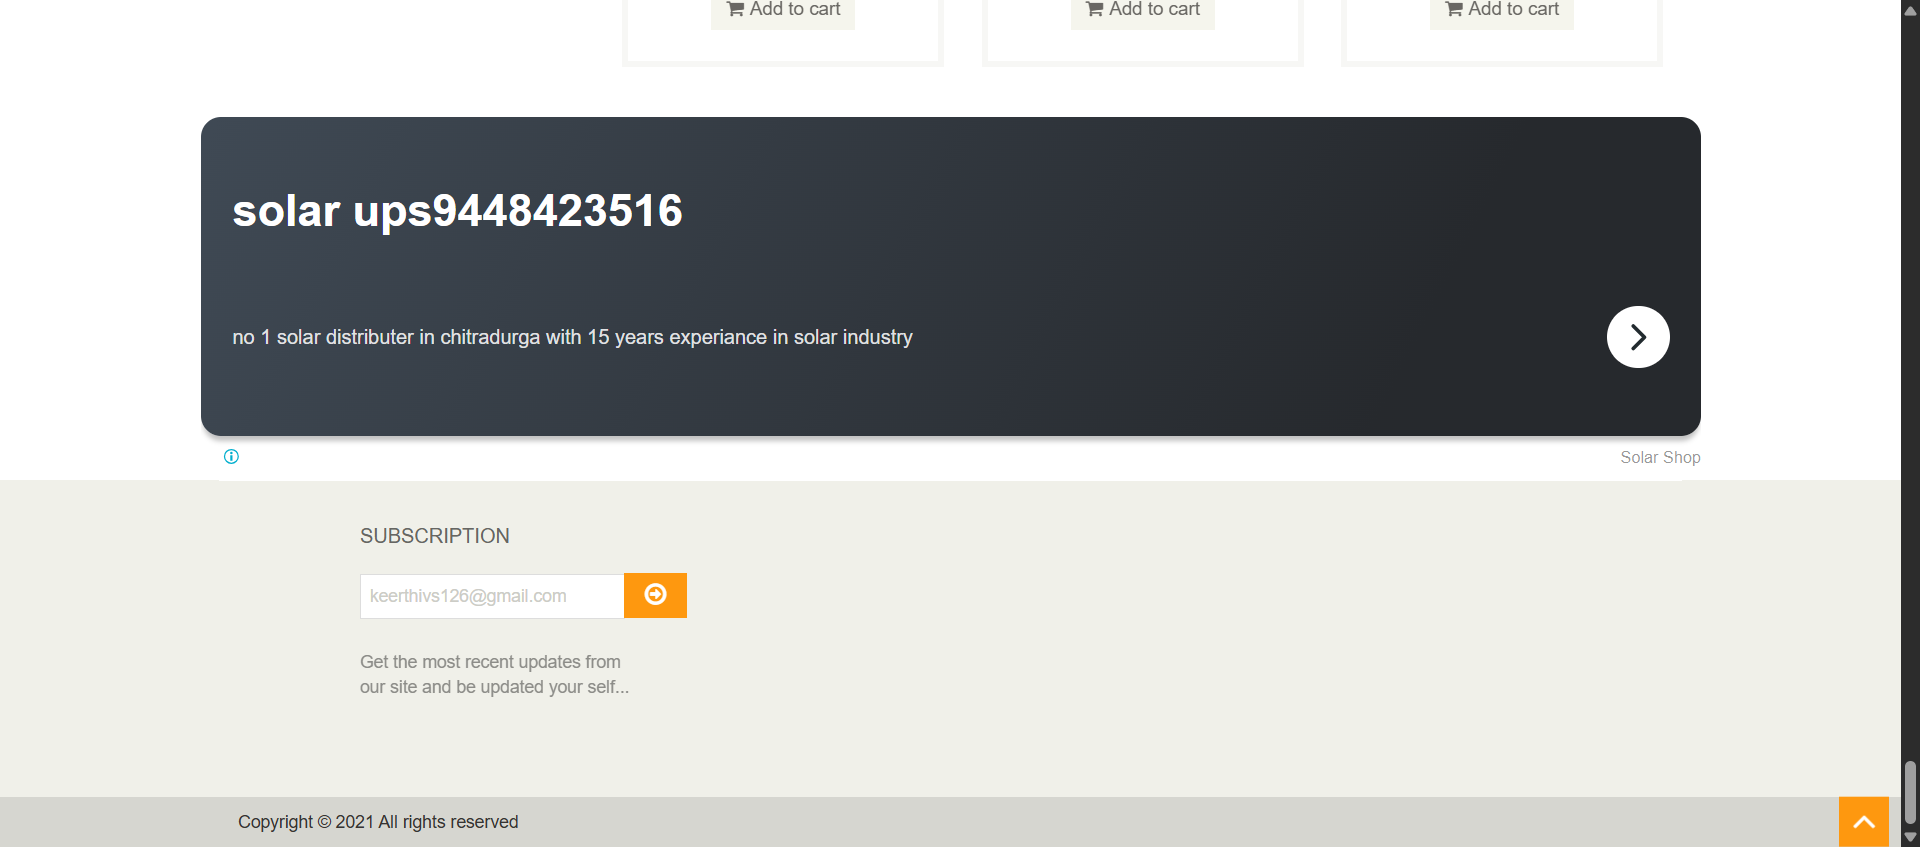 Add to cart Add to cart Add to cart
solar ups9448423516
no 1 solar distributer in chitradurga with 15 years experiance in solar industry
Solar Shop
SUBSCRIPTION
keerthivs126@gmail.com
Get the most recent updates from
our site and be updated your self...
Copyright © 2021 All rights reserved